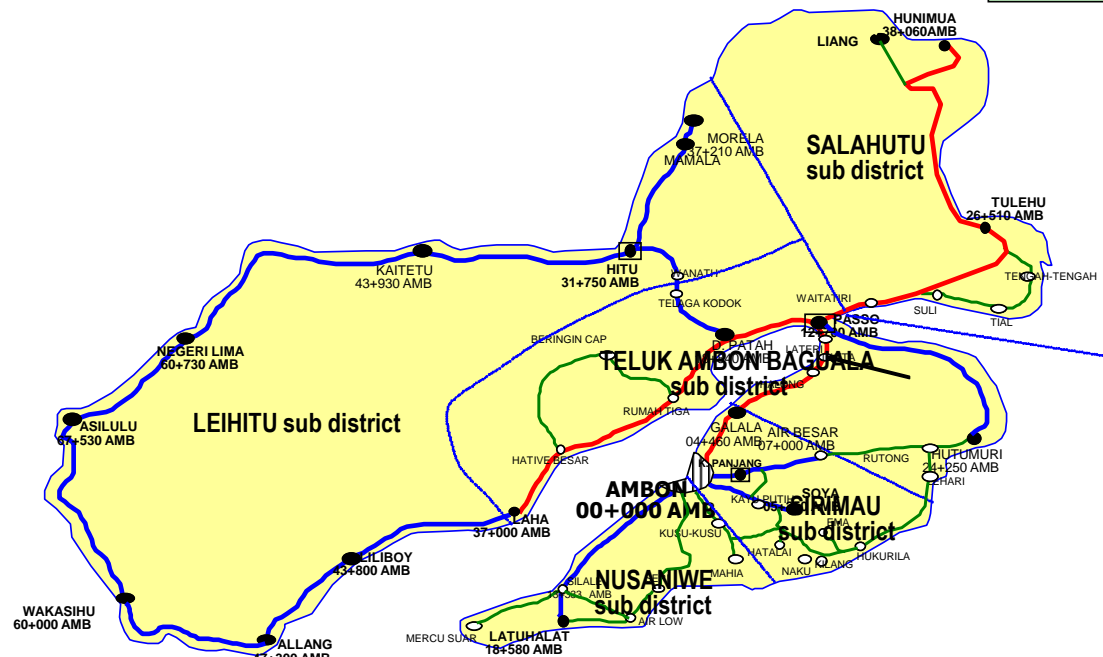 HUNIMUA
38+060AMB
LIANG
MORELA
37+210 AMB
MAMALA
SALAHUTU
sub district
TULEHU
26+510 AMB
KAITETU
43+930 AMB
HITU
31+750 AMB
TENGAH-TENGAH
TELAGA KODOK
WAITATIRI
SULI
TIAL
PASSO
BERINGIN CAP
D. PATAH
LATERI
NEGERI LIMA
60+730 AMB
TELUK AMBON BAGUALA
sub district
RUMAH TIGA
ASILULU
67+530 AMB
LEIHITU sub district
GALALA
04+460 AMB
AIR BESAR
07+000 AMB
HATIVE BESAR
K. PANJANG
RUTONG
HUTUMURI
24+250 AMB
AMBON
00+000 AMB
KAYU PUTIH
SOYA
SIRIMAU
sub district
LAHA
37+000 AMB
KUSU-KUSU
EMA
HATALAI
HUKURILA
MAHIA
NAKU
KILANG
LILIBOY
43+800 AMB
NUSANIWE
sub district
WAKASIHU
60+000 AMB
AIR LOW
MERCU SUAR
LATUHALAT
18+580 AMB
ALLANG